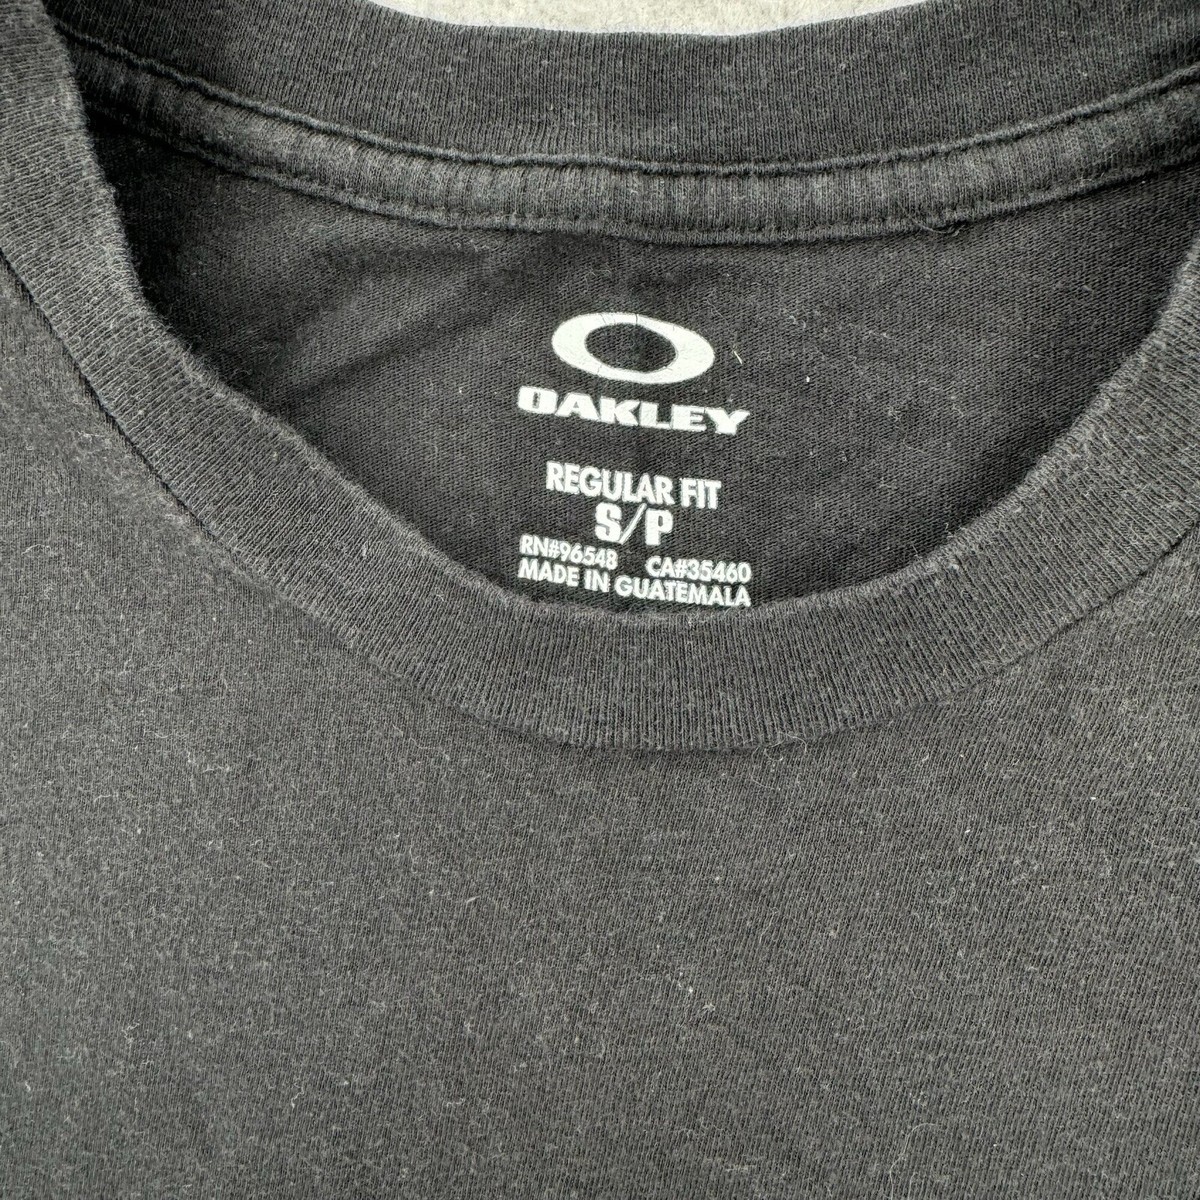 OAKLEY
REGULAR FIT
S/P
RN#96548 CA#35460
MADE IN GUATEMALA